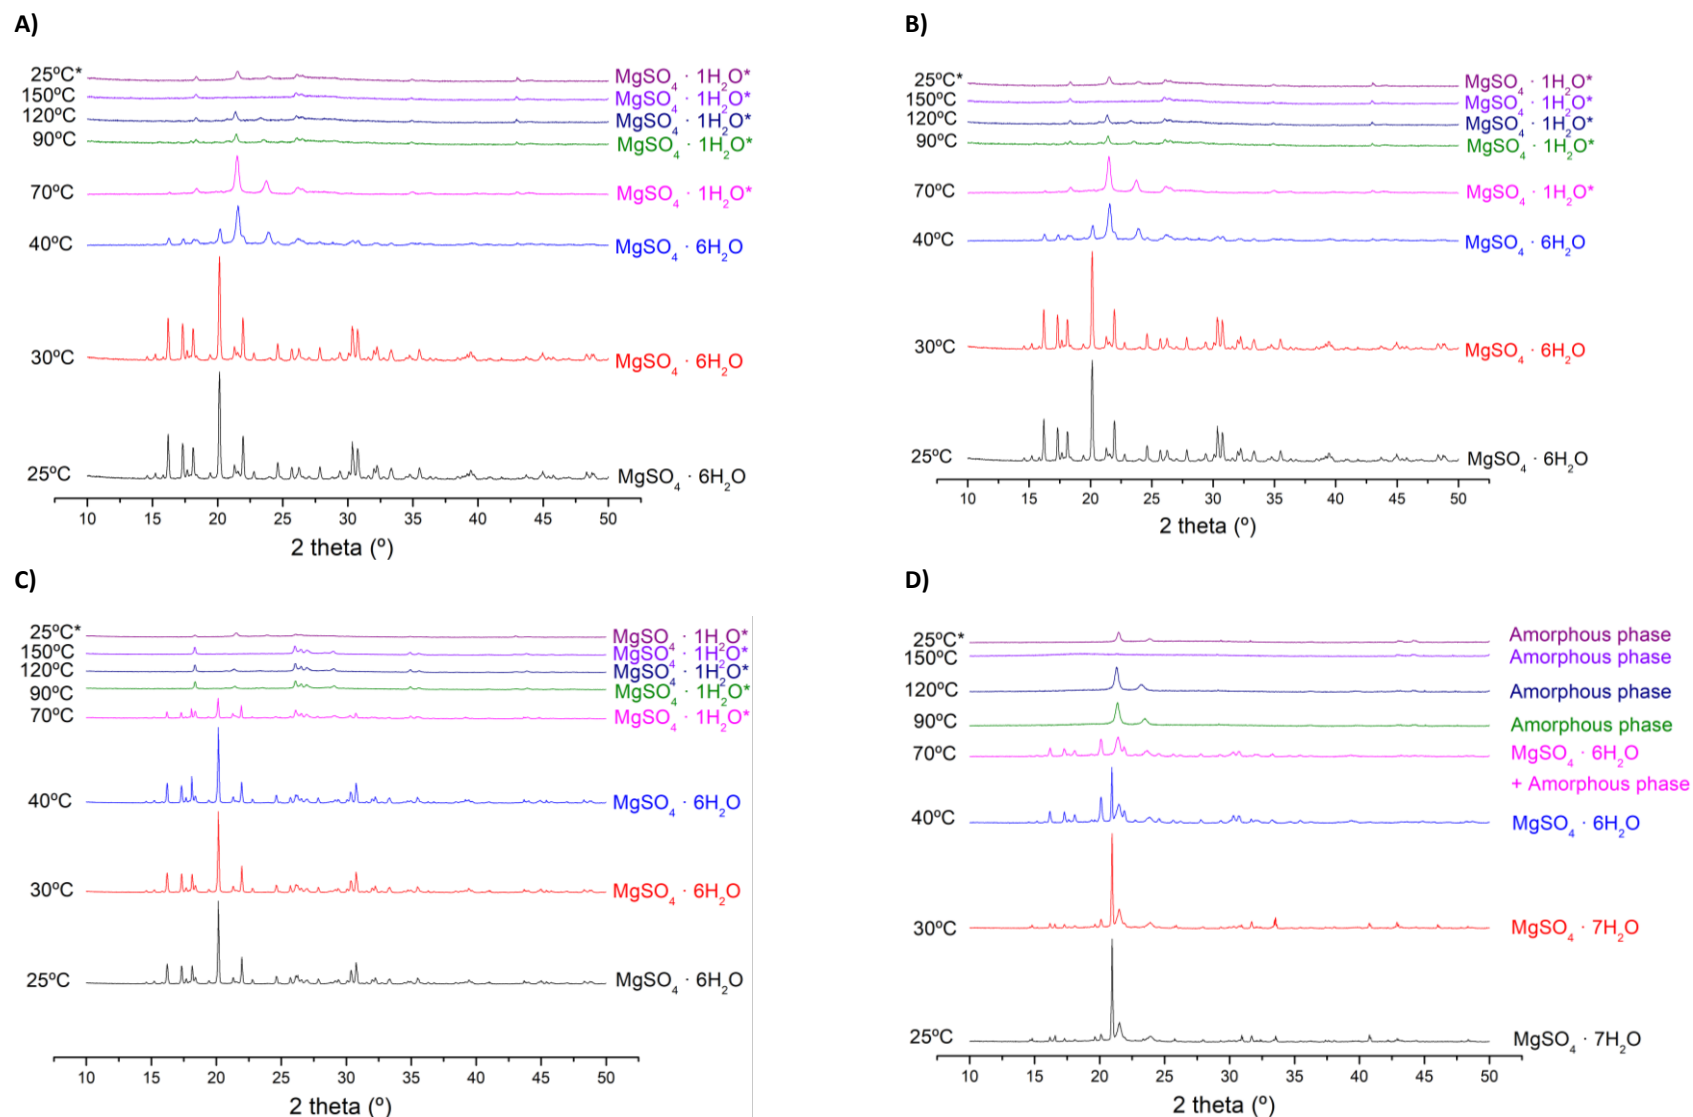 A)
25ºC* MgSO4 · 1H2O*
150ºC MgSO4 · 1H2O*
120ºC MgSO4 · 1H2O*
90ºC MgSO4 · 1H2O*
70ºC MgSO4 · 1H2O*
40ºC MgSO4 · 6H2O
30ºC MgSO4 · 6H2O
25ºC MgSO4 · 6H2O
10 15 20 25 30 35 40 45 50
2 theta (º)
B)
25ºC* MgSO4 · 1H2O*
150ºC MgSO4 · 1H2O*
120ºC MgSO4 · 1H2O*
90ºC MgSO4 · 1H2O*
70ºC MgSO4 · 1H2O*
40ºC MgSO4 · 6H2O
30ºC MgSO4 · 6H2O
25ºC MgSO4 · 6H2O
10 15 20 25 30 35 40 45 50
2 theta (º)
C)
25ºC* MgSO4 · 1H2O*
150ºC MgSO4 · 1H2O*
120ºC MgSO4 · 1H2O*
90ºC MgSO4 · 1H2O*
70ºC MgSO4 · 1H2O*
40ºC MgSO4 · 6H2O
30ºC MgSO4 · 6H2O
25ºC MgSO4 · 6H2O
10 15 20 25 30 35 40 45 50
2 theta (º)
D)
25ºC* Amorphous phase
150ºC Amorphous phase
120ºC Amorphous phase
90ºC Amorphous phase
70ºC MgSO4 · 6H2O
+ Amorphous phase
40ºC MgSO4 · 6H2O
30ºC MgSO4 · 7H2O
25ºC MgSO4 · 7H2O
10 15 20 25 30 35 40 45 50
2 theta (º)